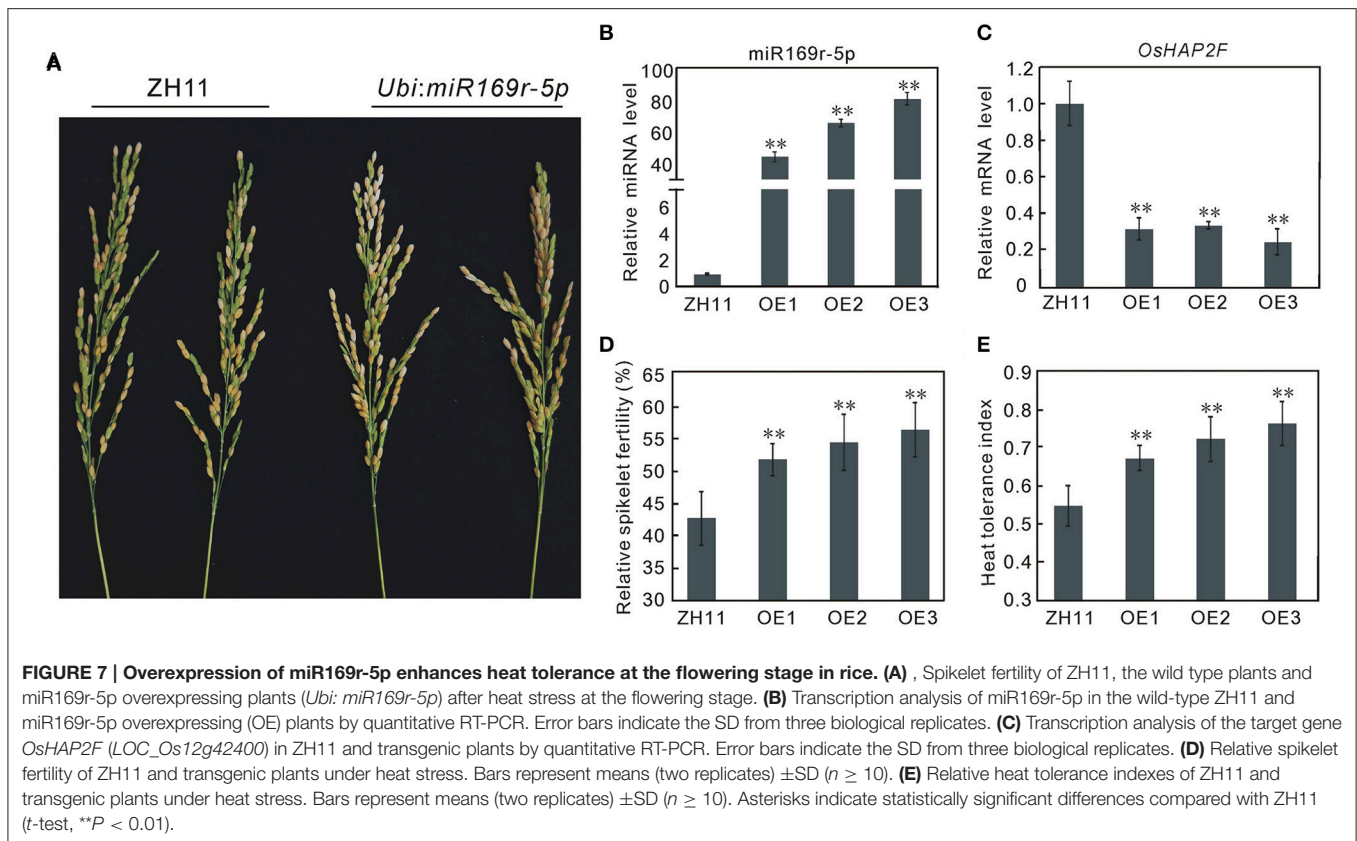 A
ZH11
Ubi:miR169r-5p
B
miR169r-5p
Relative miRNA level
100
80
60
40
6
4
2
0
**
**
**
ZH11
OE1
OE2
OE3
C
OsHAP2F
Relative mRNA level
1.2
1.0
0.8
0.6
0.4
0.2
0
**
**
**
ZH11
OE1
OE2
OE3
D
Relative spikelet fertility (%)
65
60
55
50
45
40
35
30
**
**
**
ZH11
OE1
OE2
OE3
E
Heat tolerance index
0.9
0.8
0.7
0.6
0.5
0.4
0.3
**
**
**
ZH11
OE1
OE2
OE3
FIGURE 7 | Overexpression of miR169r-5p enhances heat tolerance at the flowering stage in rice. (A) , Spikelet fertility of ZH11, the wild type plants and
miR169r-5p overexpressing plants (Ubi: miR169r-5p) after heat stress at the flowering stage. (B) Transcription analysis of miR169r-5p in the wild-type ZH11 and
miR169r-5p overexpressing (OE) plants by quantitative RT-PCR. Error bars indicate the SD from three biological replicates. (C) Transcription analysis of the target gene
OsHAP2F (LOC_Os12g42400) in ZH11 and transgenic plants by quantitative RT-PCR. Error bars indicate the SD from three biological replicates. (D) Relative spikelet
fertility of ZH11 and transgenic plants under heat stress. Bars represent means (two replicates) ±SD (n ≥ 10). (E) Relative heat tolerance indexes of ZH11 and
transgenic plants under heat stress. Bars represent means (two replicates) ±SD (n ≥ 10). Asterisks indicate statistically significant differences compared with ZH11
(t-test, **P < 0.01).